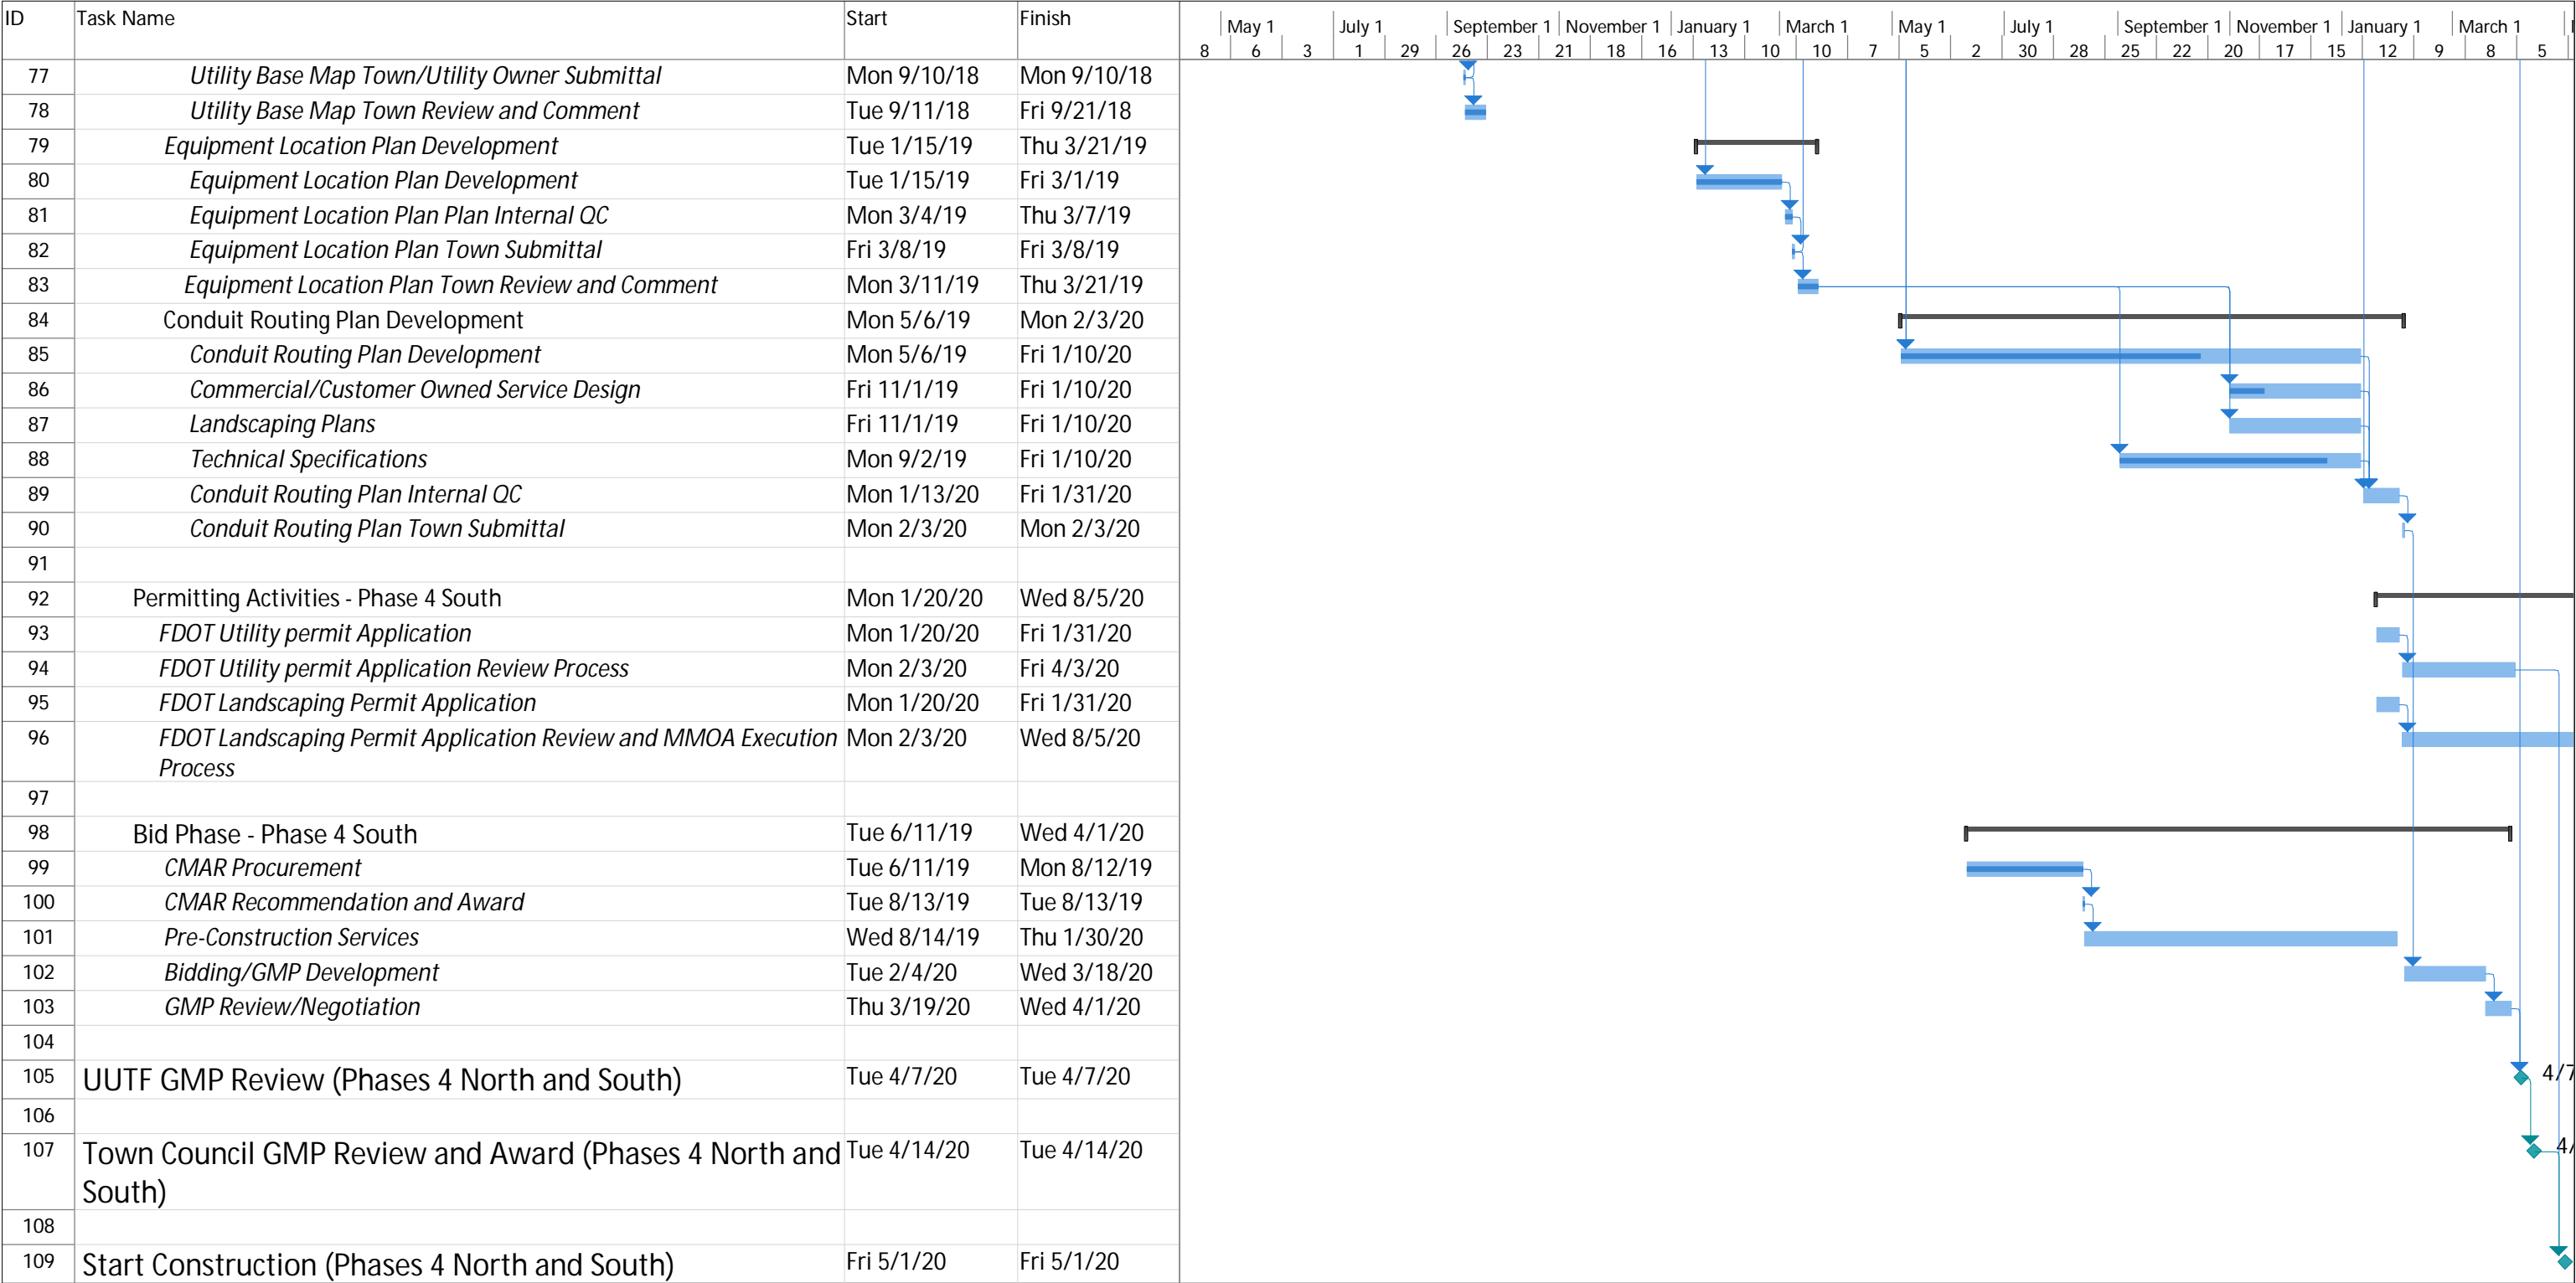 ID Task Name Start Finish May 1 July 1 September 1 November 1 January 1 March 1 May 1 July 1 September 1 November 1 January 1 March 1
8 6 3 1 29 26 23 21 18 16 13 10 10 7 5 2 30 28 25 22 20 17 15 12 9 8 5
77 Utility Base Map Town/Utility Owner Submittal Mon 9/10/18 Mon 9/10/18
78 Utility Base Map Town Review and Comment Tue 9/11/18 Fri 9/21/18
79 Equipment Location Plan Development Tue 1/15/19 Thu 3/21/19
80 Equipment Location Plan Development Tue 1/15/19 Fri 3/1/19
81 Equipment Location Plan Plan Internal QC Mon 3/4/19 Thu 3/7/19
82 Equipment Location Plan Town Submittal Fri 3/8/19 Fri 3/8/19
83 Equipment Location Plan Town Review and Comment Mon 3/11/19 Thu 3/21/19
84 Conduit Routing Plan Development Mon 5/6/19 Mon 2/3/20
85 Conduit Routing Plan Development Mon 5/6/19 Fri 1/10/20
86 Commercial/Customer Owned Service Design Fri 11/1/19 Fri 1/10/20
87 Landscaping Plans Fri 11/1/19 Fri 1/10/20
88 Technical Specifications Mon 9/2/19 Fri 1/10/20
89 Conduit Routing Plan Internal QC Mon 1/13/20 Fri 1/31/20
90 Conduit Routing Plan Town Submittal Mon 2/3/20 Mon 2/3/20
91
92 Permitting Activities - Phase 4 South Mon 1/20/20 Wed 8/5/20
93 FDOT Utility permit Application Mon 1/20/20 Fri 1/31/20
94 FDOT Utility permit Application Review Process Mon 2/3/20 Fri 4/3/20
95 FDOT Landscaping Permit Application Mon 1/20/20 Fri 1/31/20
96 FDOT Landscaping Permit Application Review and MMOA Execution Mon 2/3/20 Wed 8/5/20
Process
97
98 Bid Phase - Phase 4 South Tue 6/11/19 Wed 4/1/20
99 CMAR Procurement Tue 6/11/19 Mon 8/12/19
100 CMAR Recommendation and Award Tue 8/13/19 Tue 8/13/19
101 Pre-Construction Services Wed 8/14/19 Thu 1/30/20
102 Bidding/GMP Development Tue 2/4/20 Wed 3/18/20
103 GMP Review/Negotiation Thu 3/19/20 Wed 4/1/20
104
105 UUTF GMP Review (Phases 4 North and South) Tue 4/7/20 Tue 4/7/20 4/7
106
107 Town Council GMP Review and Award (Phases 4 North and Tue 4/14/20 Tue 4/14/20 4/
South)
108
109 Start Construction (Phases 4 North and South) Fri 5/1/20 Fri 5/1/20